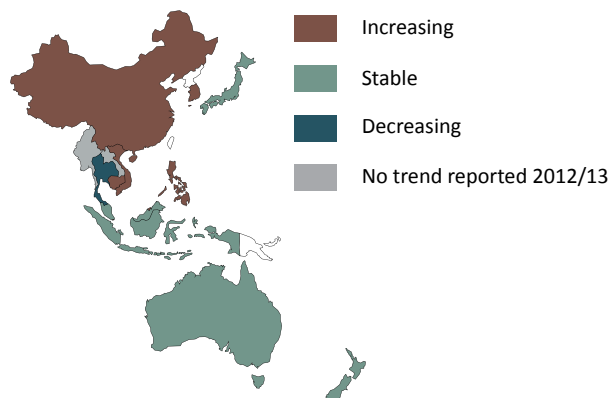 Increasing
Stable
Decreasing
No trend reported 2012/13